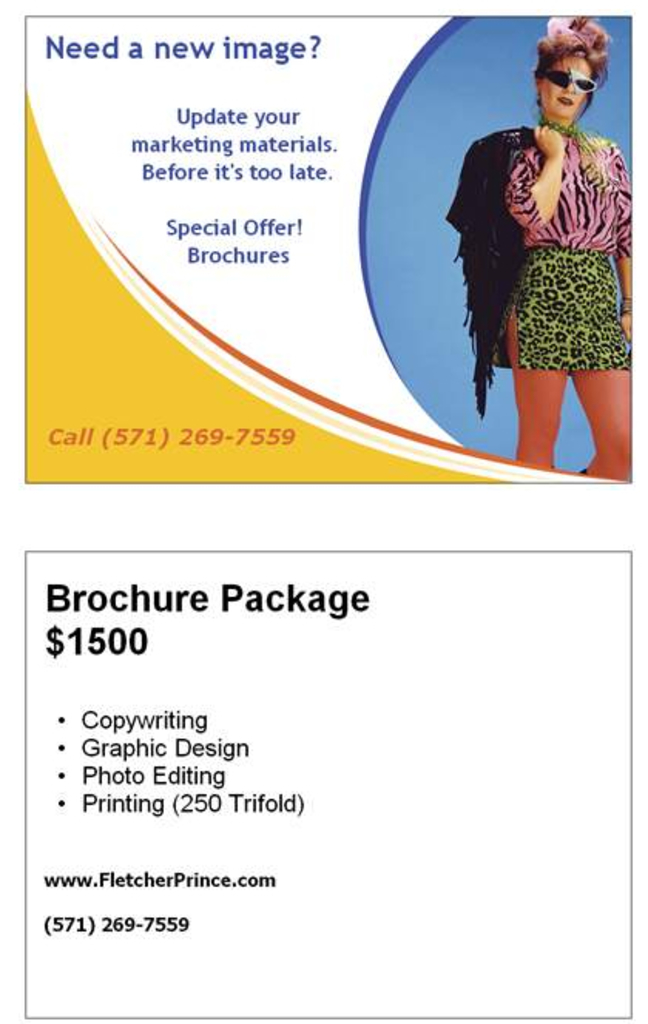 Need a new image?
Update your
marketing materials.
Before it's too late.
Special Offer!
Brochures
Call (571) 269-7559
Brochure Package
$1500
• Copywriting
• Graphic Design
• Photo Editing
• Printing (250 Trifold)
www.FletcherPrince.com
(571) 269-7559